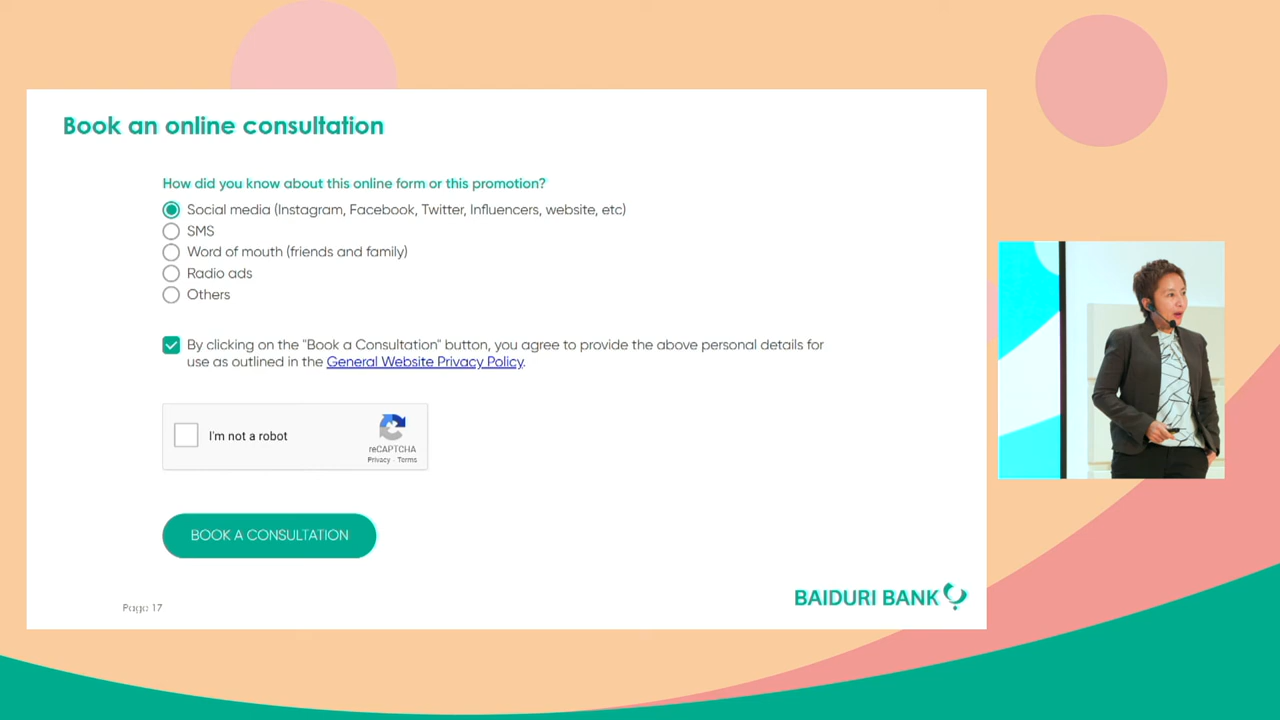 Book an online consultation
How did you know about this online form or this promotion?
Social media (Instagram, Facebook, Twitter, Influencers, website, etc)
SMS
Word of mouth (friends and family)
Radio ads
Others
By clicking on the "Book a Consultation" button, you agree to provide the above personal details for
use as outlined in the General Website Privacy Policy.
I'm not a robot
reCAPTCHA
Privacy - Terms
BOOK A CONSULTATION
Page 17
BAIDURI BANK